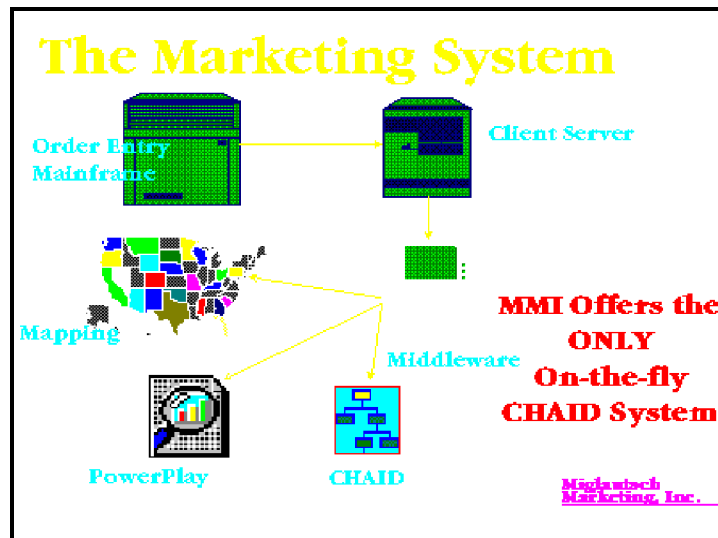 The Marketing System
Order Entry
Mainframe
Client Server
Mapping
Middleware
MMI Offers the
ONLY
On-the-fly
CHAID System
PowerPlay
CHAID
Miglautsch
Marketing, Inc.